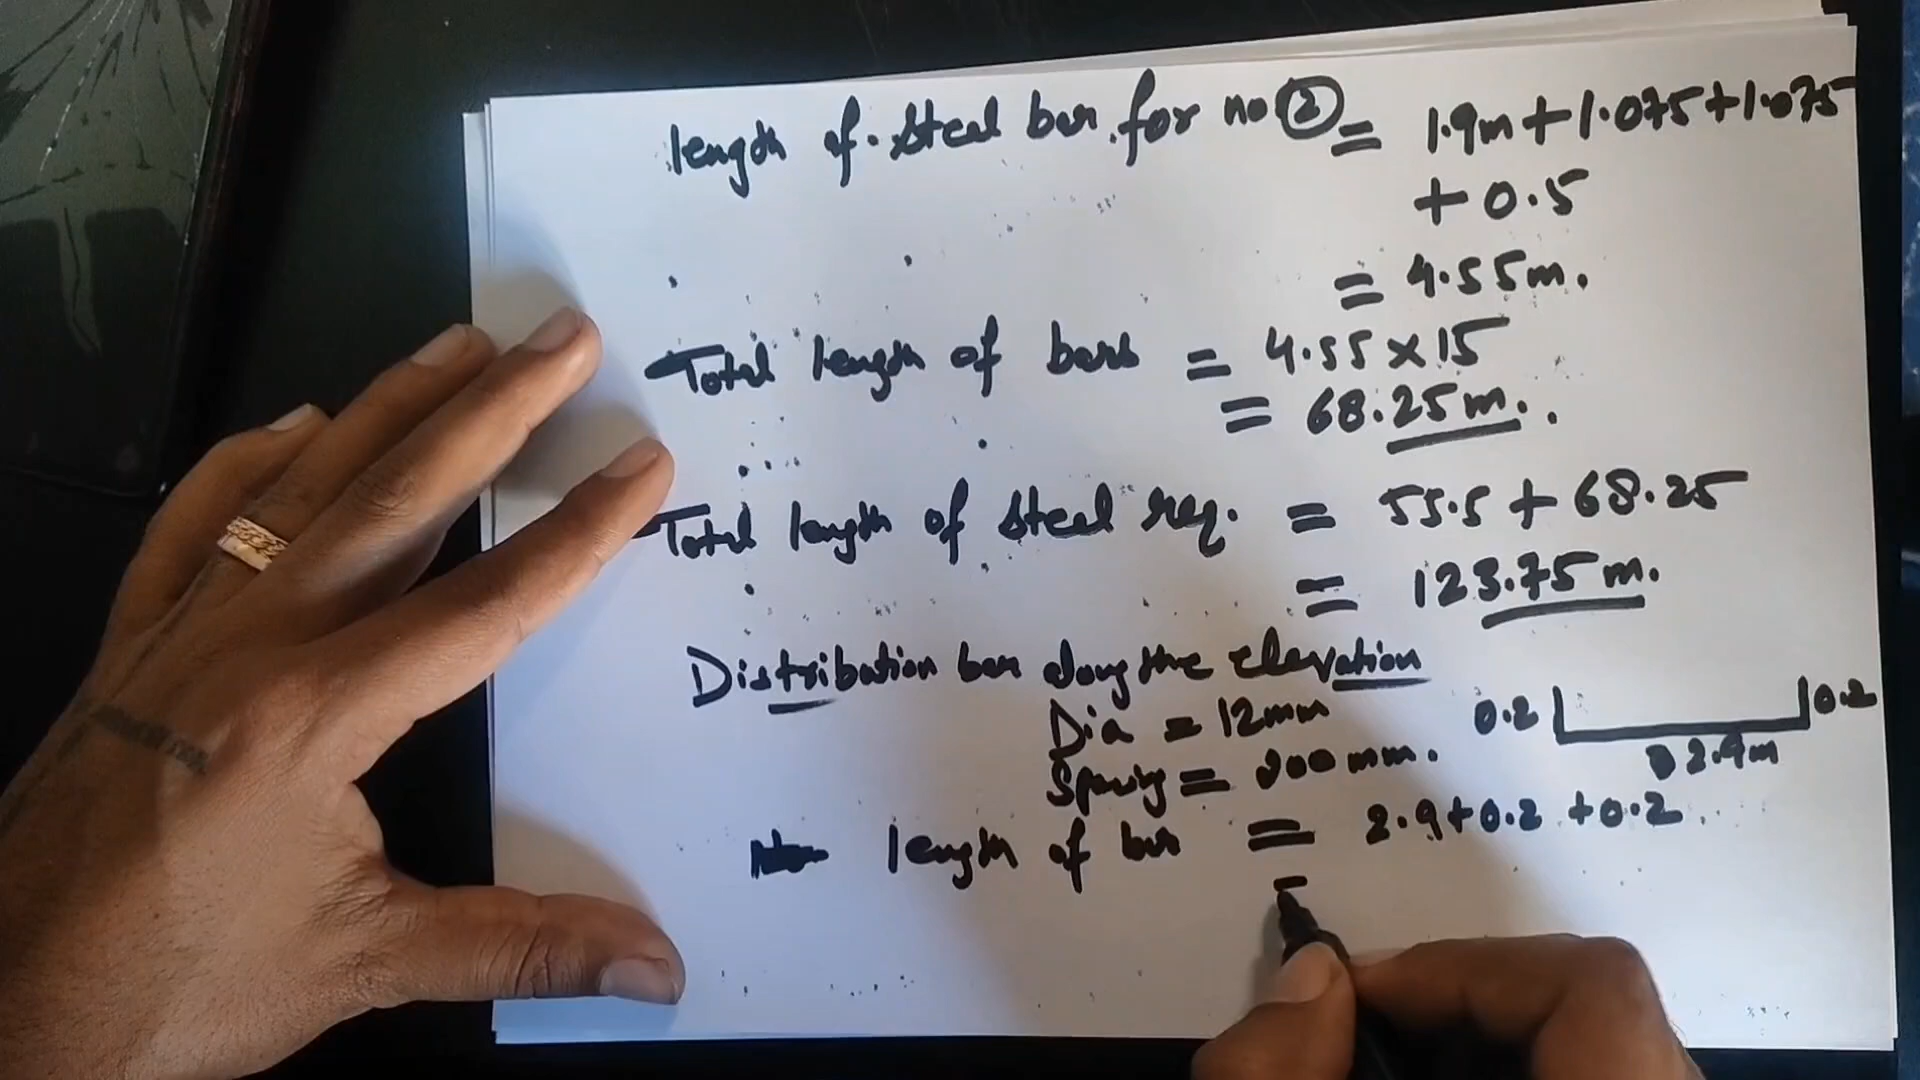 length of steel bar for no ② = 1.9m + 1.075 + 1.075
+ 0.5
= 4.55m.
Total length of bars = 4.55 × 15
= 68.25m.
Total length of steel req. = 55.5 + 68.25
= 123.75m.
Distribution bar along the elevation
Dia = 12mm
0.2 0.2
Spacing = 200mm.
2.9m
length of bar = 2.9+0.2+0.2